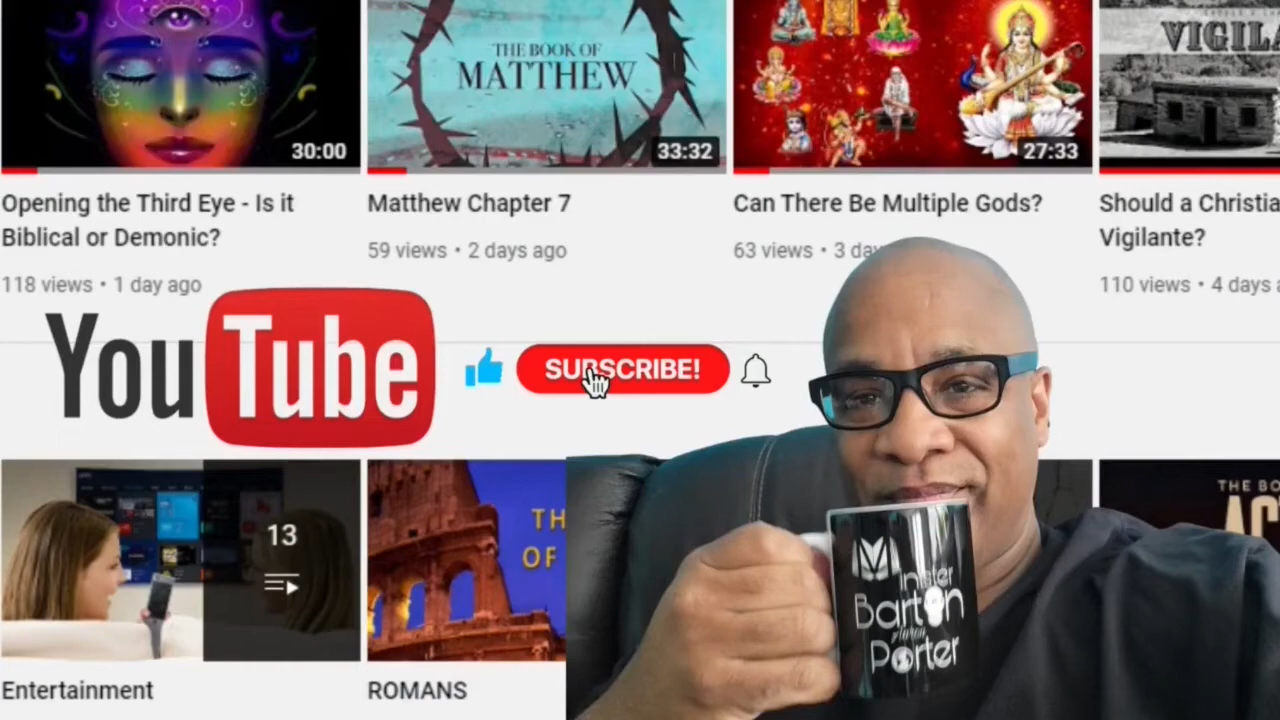 THE BOOK OF
MATTHEW
VIGILA
30:00
33:32
27:33
Opening the Third Eye - Is it
Biblical or Demonic?
118 views • 1 day ago
Matthew Chapter 7
59 views • 2 days ago
Can There Be Multiple Gods?
63 views • 3 day
Should a Christia
Vigilante?
110 views • 4 days a
YouTube
SUBSCRIBE!
13
Entertainment
TH
OF
ROMANS
THE BO
AC
Minister
Barton
Porter